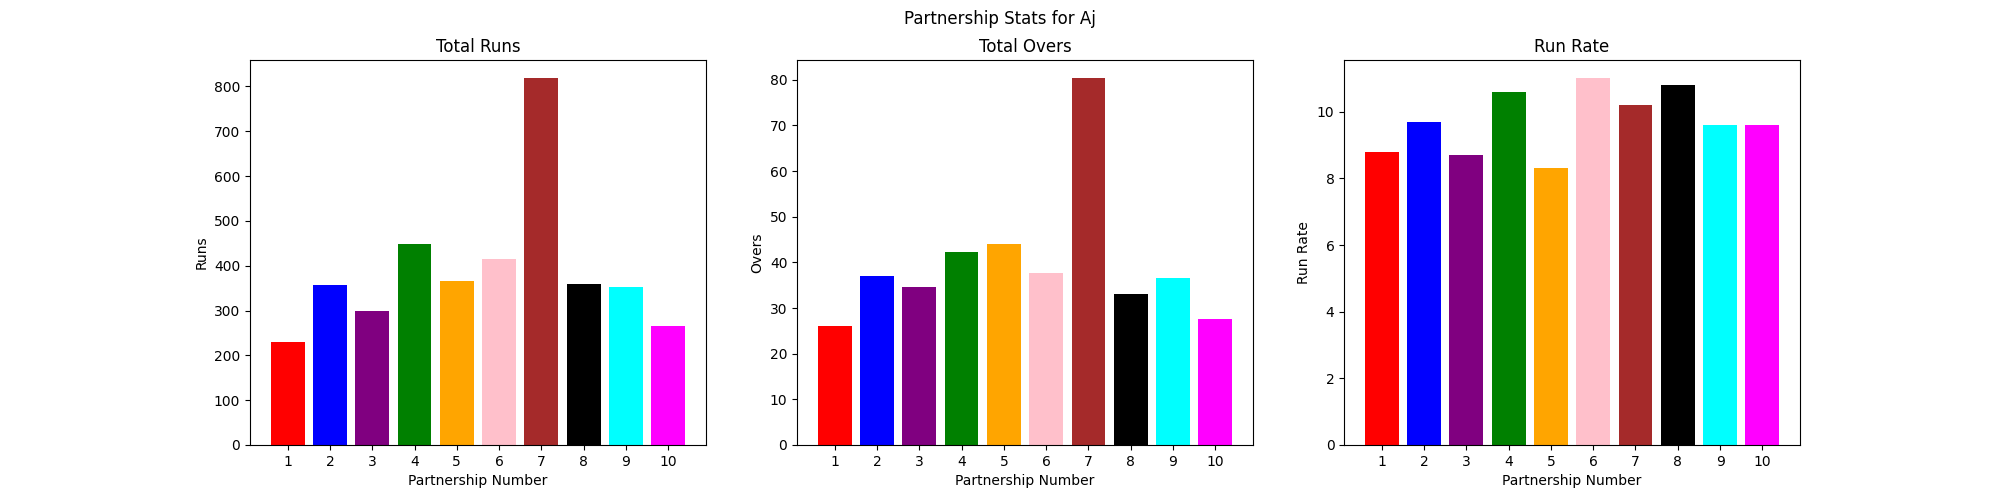 Partnership Stats for Aj
Total Runs
Runs
800
700
600
500
400
300
200
100
0
1 2 3 4 5 6 7 8 9 10
Partnership Number
Total Overs
Overs
80
70
60
50
40
30
20
10
0
1 2 3 4 5 6 7 8 9 10
Partnership Number
Run Rate
Run Rate
10
8
6
4
2
0
1 2 3 4 5 6 7 8 9 10
Partnership Number